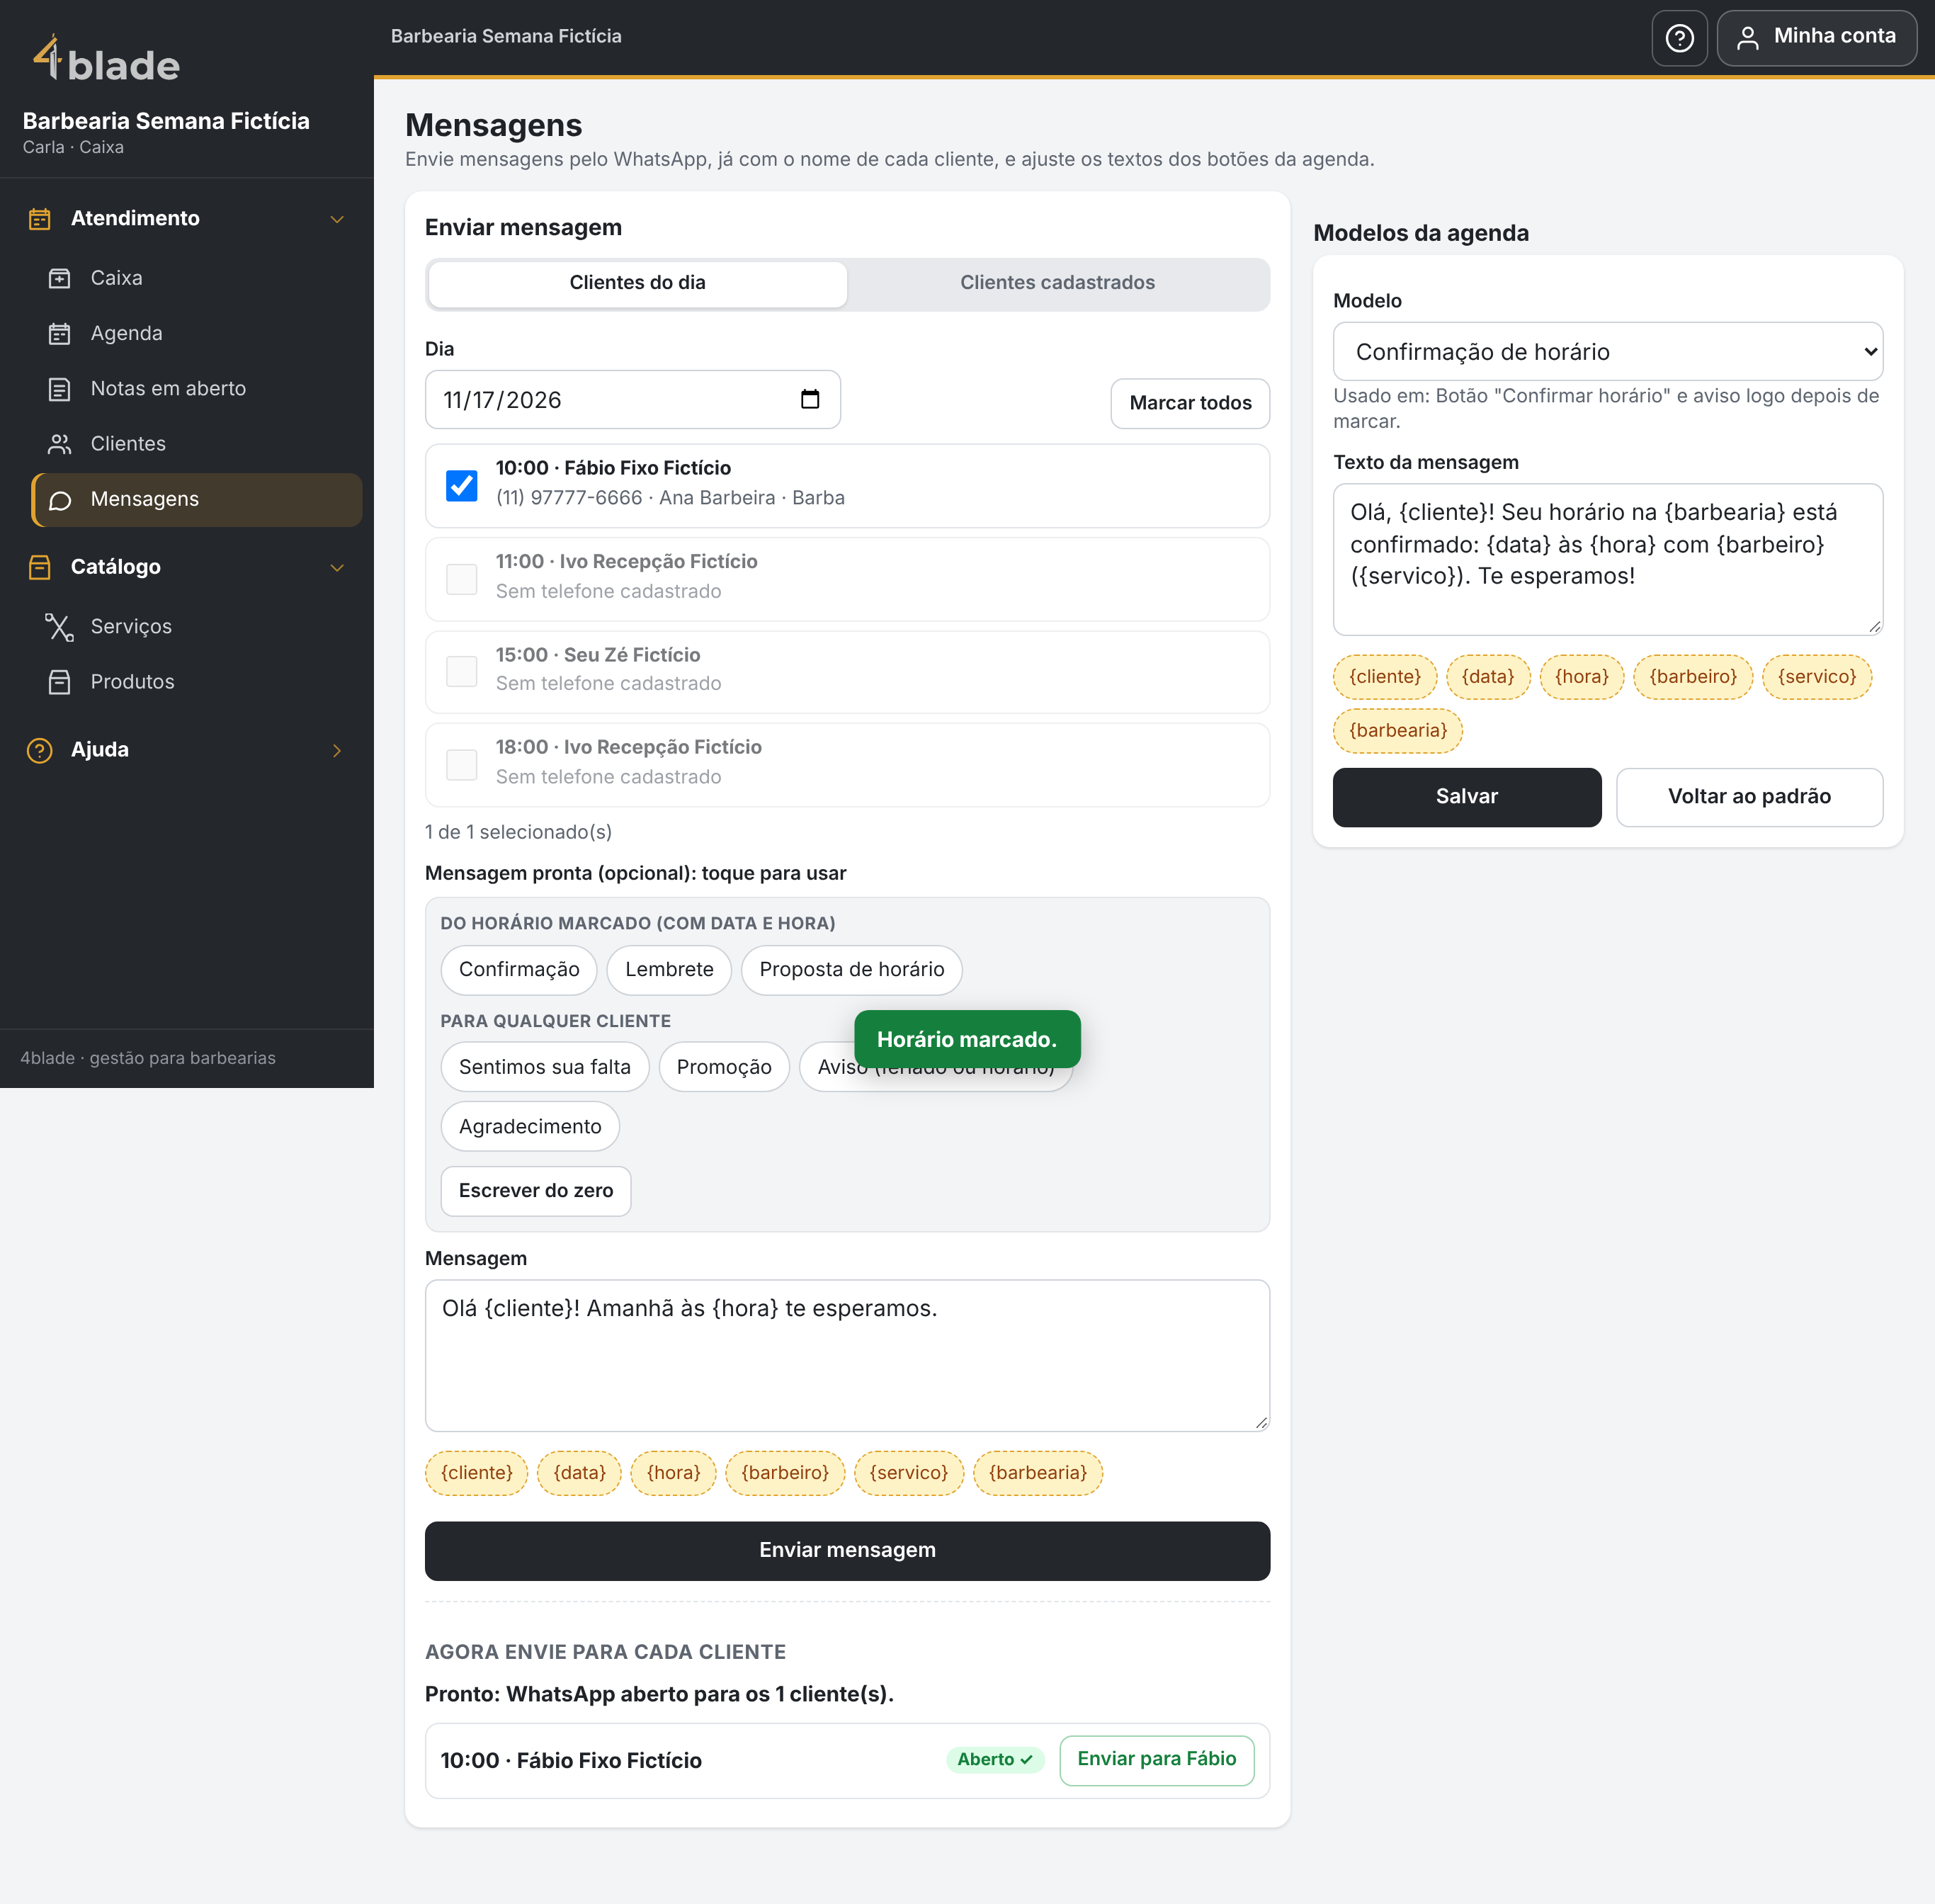 4blade
Barbearia Semana Fictícia
Carla · Caixa
Atendimento
Caixa
Agenda
Notas em aberto
Clientes
Mensagens
Catálogo
Serviços
Produtos
Ajuda
4blade · gestão para barbearias
Barbearia Semana Fictícia
Minha conta
Mensagens
Envie mensagens pelo WhatsApp, já com o nome de cada cliente, e ajuste os textos dos botões da agenda.
Enviar mensagem
Clientes do dia
Clientes cadastrados
Dia
11/17/2026
Marcar todos
10:00 · Fábio Fixo Fictício
(11) 97777-6666 · Ana Barbeira · Barba
11:00 · Ivo Recepção Fictício
Sem telefone cadastrado
15:00 · Seu Zé Fictício
Sem telefone cadastrado
18:00 · Ivo Recepção Fictício
Sem telefone cadastrado
1 de 1 selecionado(s)
Mensagem pronta (opcional): toque para usar
DO HORÁRIO MARCADO (COM DATA E HORA)
Confirmação
Lembrete
Proposta de horário
PARA QUALQUER CLIENTE
Horário marcado.
Sentimos sua falta
Promoção
Aviso (feriado ou horário)
Agradecimento
Escrever do zero
Mensagem
Olá {cliente}! Amanhã às {hora} te esperamos.
{cliente}
{data}
{hora}
{barbeiro}
{servico}
{barbearia}
Enviar mensagem
AGORA ENVIE PARA CADA CLIENTE
Pronto: WhatsApp aberto para os 1 cliente(s).
10:00 · Fábio Fixo Fictício
Aberto ✓
Enviar para Fábio
Modelos da agenda
Modelo
Confirmação de horário
Usado em: Botão "Confirmar horário" e aviso logo depois de
marcar.
Texto da mensagem
Olá, {cliente}! Seu horário na {barbearia} está
confirmado: {data} às {hora} com {barbeiro}
({servico}). Te esperamos!
{cliente}
{data}
{hora}
{barbeiro}
{servico}
{barbearia}
Salvar
Voltar ao padrão